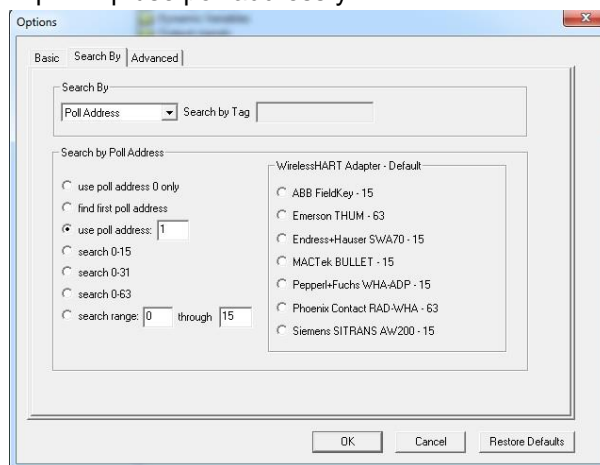 Options
Basic Search By Advanced
Search By
Poll Address Search by Tag
Search by Poll Address
use poll address 0 only
find first poll address
use poll address: 1
search 0-15
search 0-31
search 0-63
search range: 0 through 15
WirelessHART Adapter - Default
ABB FieldKey - 15
Emerson THUM - 63
Endress+Hauser SWA70 - 15
MACTek BULLET - 15
Pepperl+Fuchs WHA-ADP - 15
Phoenix Contact RAD-WHA - 63
Siemens SITRANS AW200 - 15
OK Cancel Restore Defaults